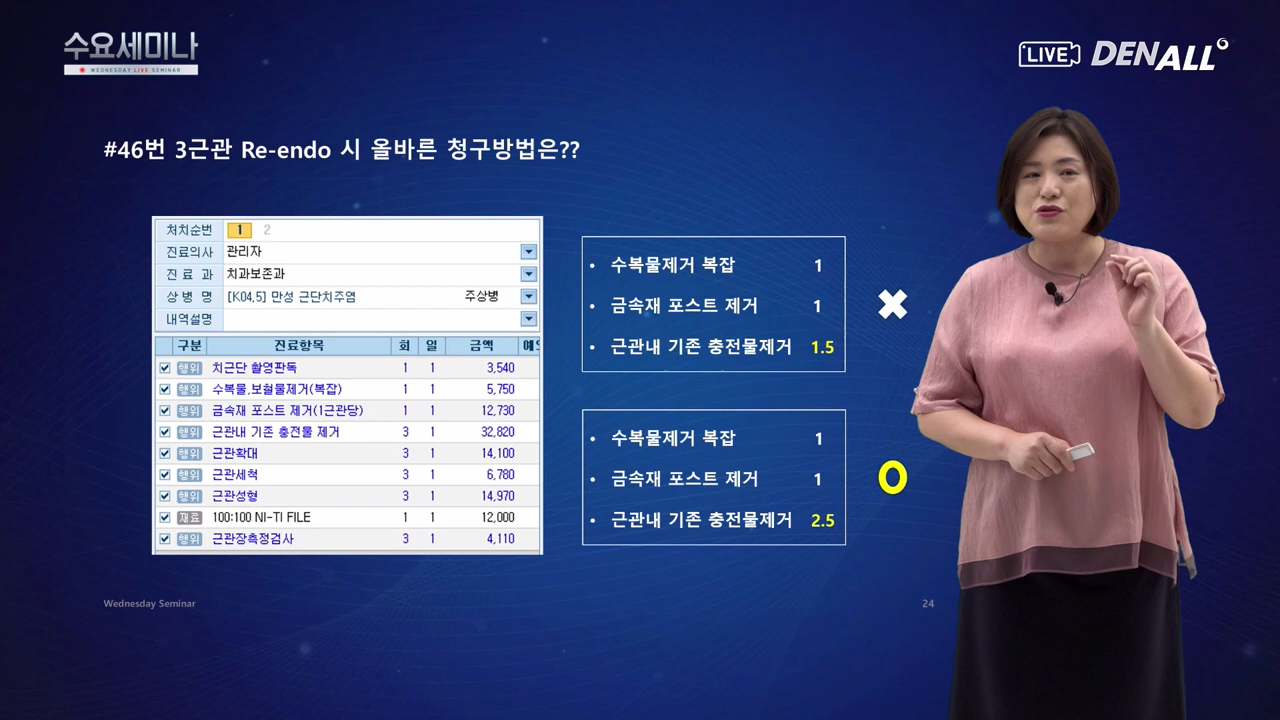 수요세미나
WEDNESDAY LIVE SEMINAR
LIVE DENALL
#46번 3근관 Re-endo 시 올바른 청구방법은??
처치순번 1 2
진료의사 관리자
진 료 과 치과보존과
상 병 명 [K04.5] 만성 근단치주염 주상병
내역설명
구분 진료항목 회 일 금액 예외
행위 치근단 촬영판독 1 1 3,540
행위 수복물,보철물제거(복잡) 1 1 5,750
행위 금속재 포스트 제거(1근관당) 1 1 12,730
행위 근관내 기존 충전물 제거 3 1 32,820
행위 근관확대 3 1 14,100
행위 근관세척 3 1 6,780
행위 근관성형 3 1 14,970
재료 100:100 NI-TI FILE 1 1 12,000
행위 근관장측정검사 3 1 4,110
• 수복물제거 복잡 1
• 금속재 포스트 제거 1
• 근관내 기존 충전물제거 1.5
• 수복물제거 복잡 1
• 금속재 포스트 제거 1
• 근관내 기존 충전물제거 2.5
Wednesday Seminar
24